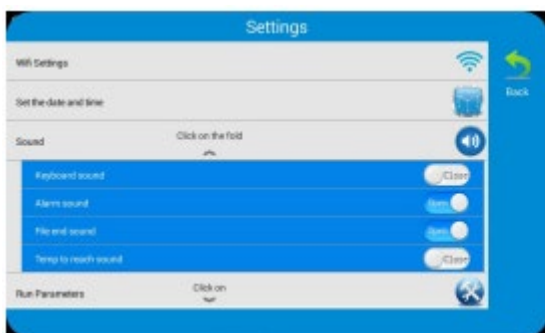 Settings
Wifi Settings
Back
Set the date and time
Sound Click on the fold
Keyboard sound Close
Alarm sound Open
File end sound Open
Temp to reach sound Close
Run Parameters Click on